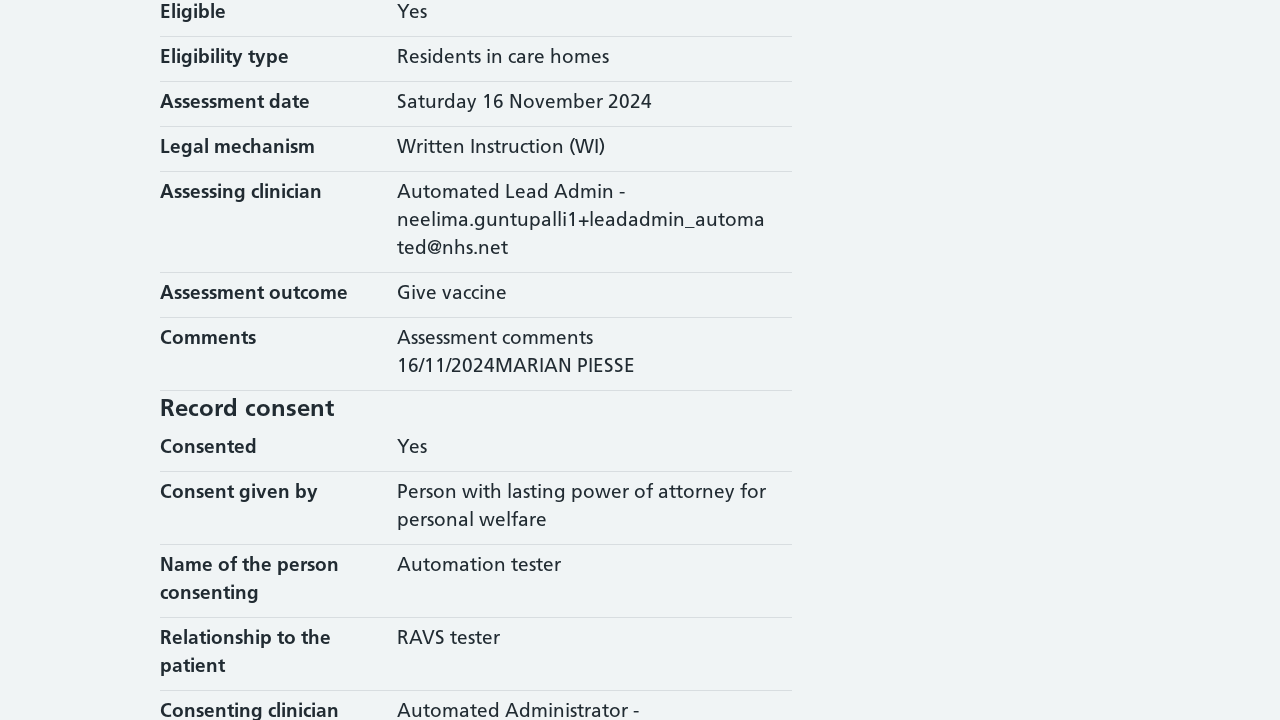 Eligible Yes
Eligibility type Residents in care homes
Assessment date Saturday 16 November 2024
Legal mechanism Written Instruction (WI)
Assessing clinician Automated Lead Admin -
neelima.guntupalli1+leadadmin_automa
ted@nhs.net
Assessment outcome Give vaccine
Comments Assessment comments
16/11/2024MARIAN PIESSE
Record consent
Consented Yes
Consent given by Person with lasting power of attorney for
personal welfare
Name of the person Automation tester
consenting
Relationship to the RAVS tester
patient
Consenting clinician Automated Administrator -